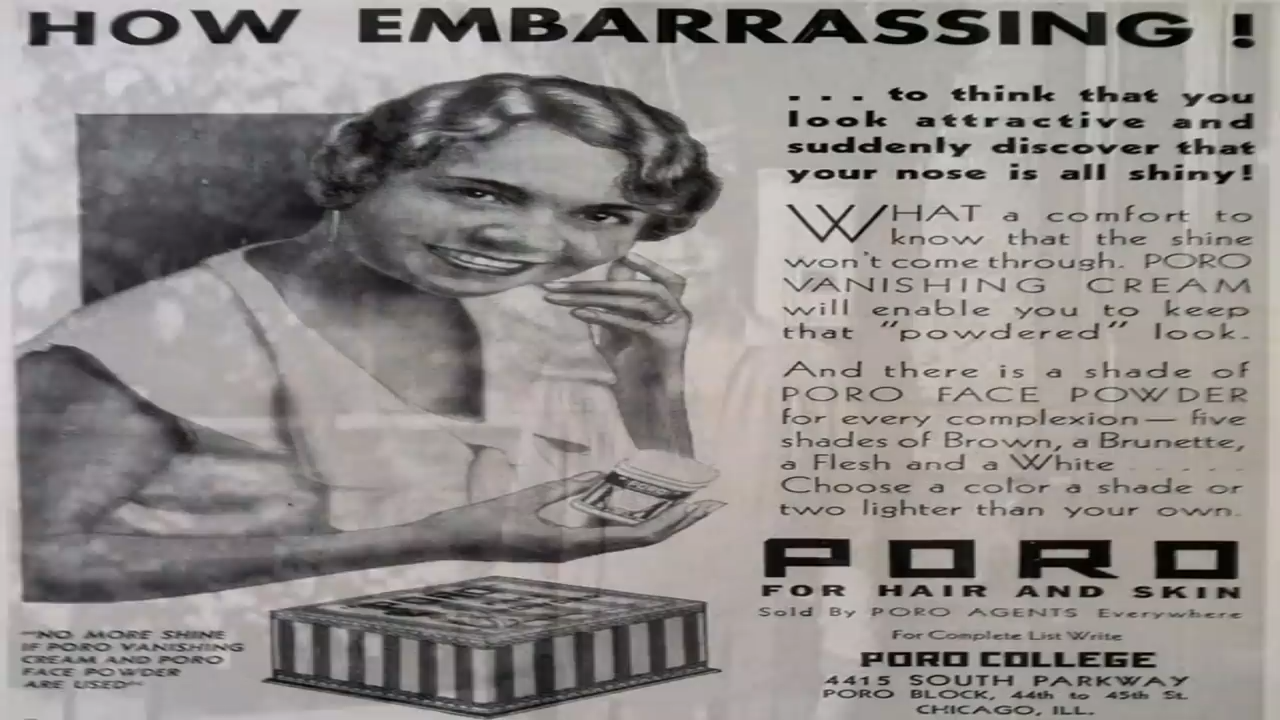 HOW EMBARRASSING!
... to think that you
look attractive and
suddenly discover that
your nose is all shiny!
WHAT a comfort to
know that the shine
won't come through. PORO
VANISHING CREAM
will enable you to keep
that "powdered" look.
And there is a shade of
PORO FACE POWDER
for every complexion— five
shades of Brown, a Brunette,
a Flesh and a White . . . . .
Choose a color a shade or
two lighter than your own.
PORO
FOR HAIR AND SKIN
Sold By PORO AGENTS Everywhere
For Complete List Write
PORO COLLEGE
4415 SOUTH PARKWAY
PORO BLOCK, 44th to 45th St.
CHICAGO, ILL.
"NO MORE SHINE
IF PORO VANISHING
CREAM AND PORO
FACE POWDER
ARE USED"
PORO